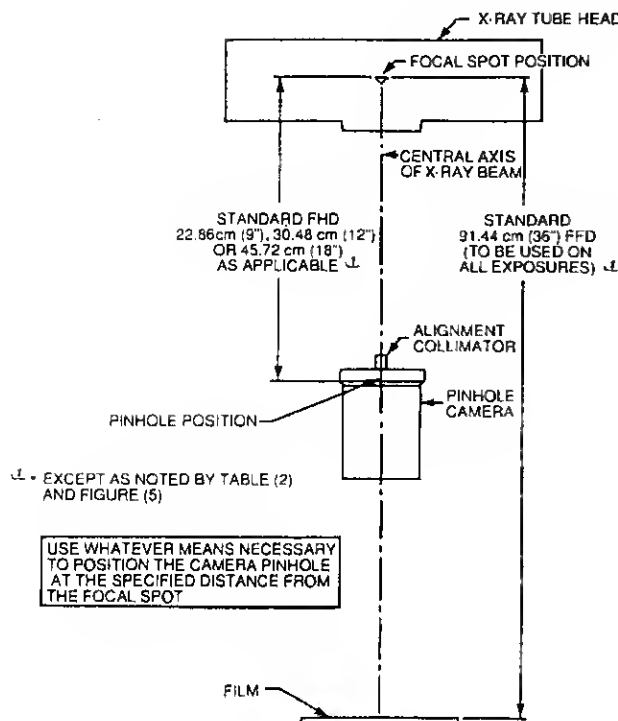 X-RAY TUBE HEAD
FOCAL SPOT POSITION
CENTRAL AXIS
OF X-RAY BEAM
STANDARD FHD
22.86cm (9"), 30.48 cm (12")
OR 45.72 cm (18")
AS APPLICABLE 1
STANDARD
91.44 cm (36") FFD
(TO BE USED ON
ALL EXPOSURES) 1
ALIGNMENT
COLLIMATOR
PINHOLE POSITION
PINHOLE
CAMERA
1 - EXCEPT AS NOTED BY TABLE (2)
AND FIGURE (5)
USE WHATEVER MEANS NECESSARY
TO POSITION THE CAMERA PINHOLE
AT THE SPECIFIED DISTANCE FROM
THE FOCAL SPOT
FILM